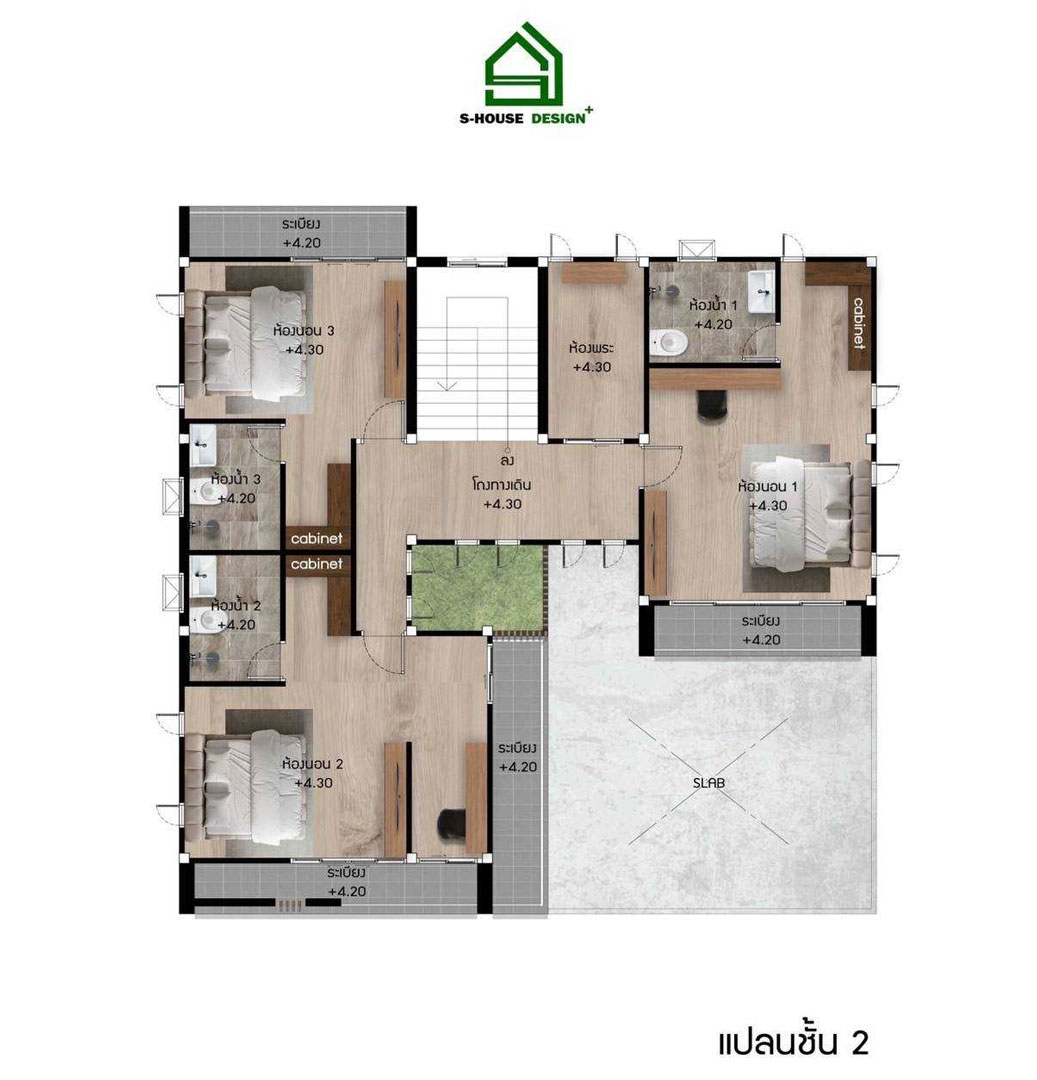 S-HOUSE DESIGN+
ระเบียง
+4.20
ห้องนอน 3
+4.30
ห้องพระ
+4.30
ห้องน้ำ 1
+4.20
cabinet
ลง
โถงทางเดิน
+4.30
ห้องนอน 1
+4.30
ห้องน้ำ 3
+4.20
cabinet
cabinet
ห้องน้ำ 2
+4.20
ระเบียง
+4.20
ห้องนอน 2
+4.30
ระเบียง
+4.20
SLAB
ระเบียง
+4.20
แปลนชั้น 2